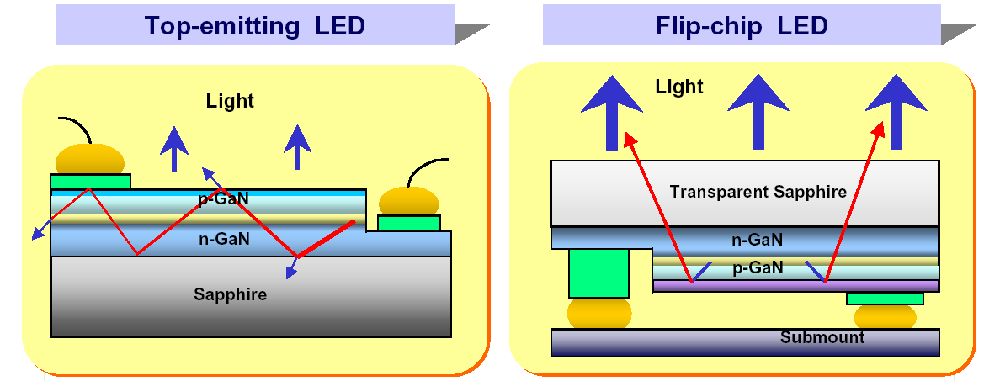 Top-emitting LED
Light
p-GaN
n-GaN
Sapphire
Flip-chip LED
Light
Transparent Sapphire
n-GaN
p-GaN
Submount